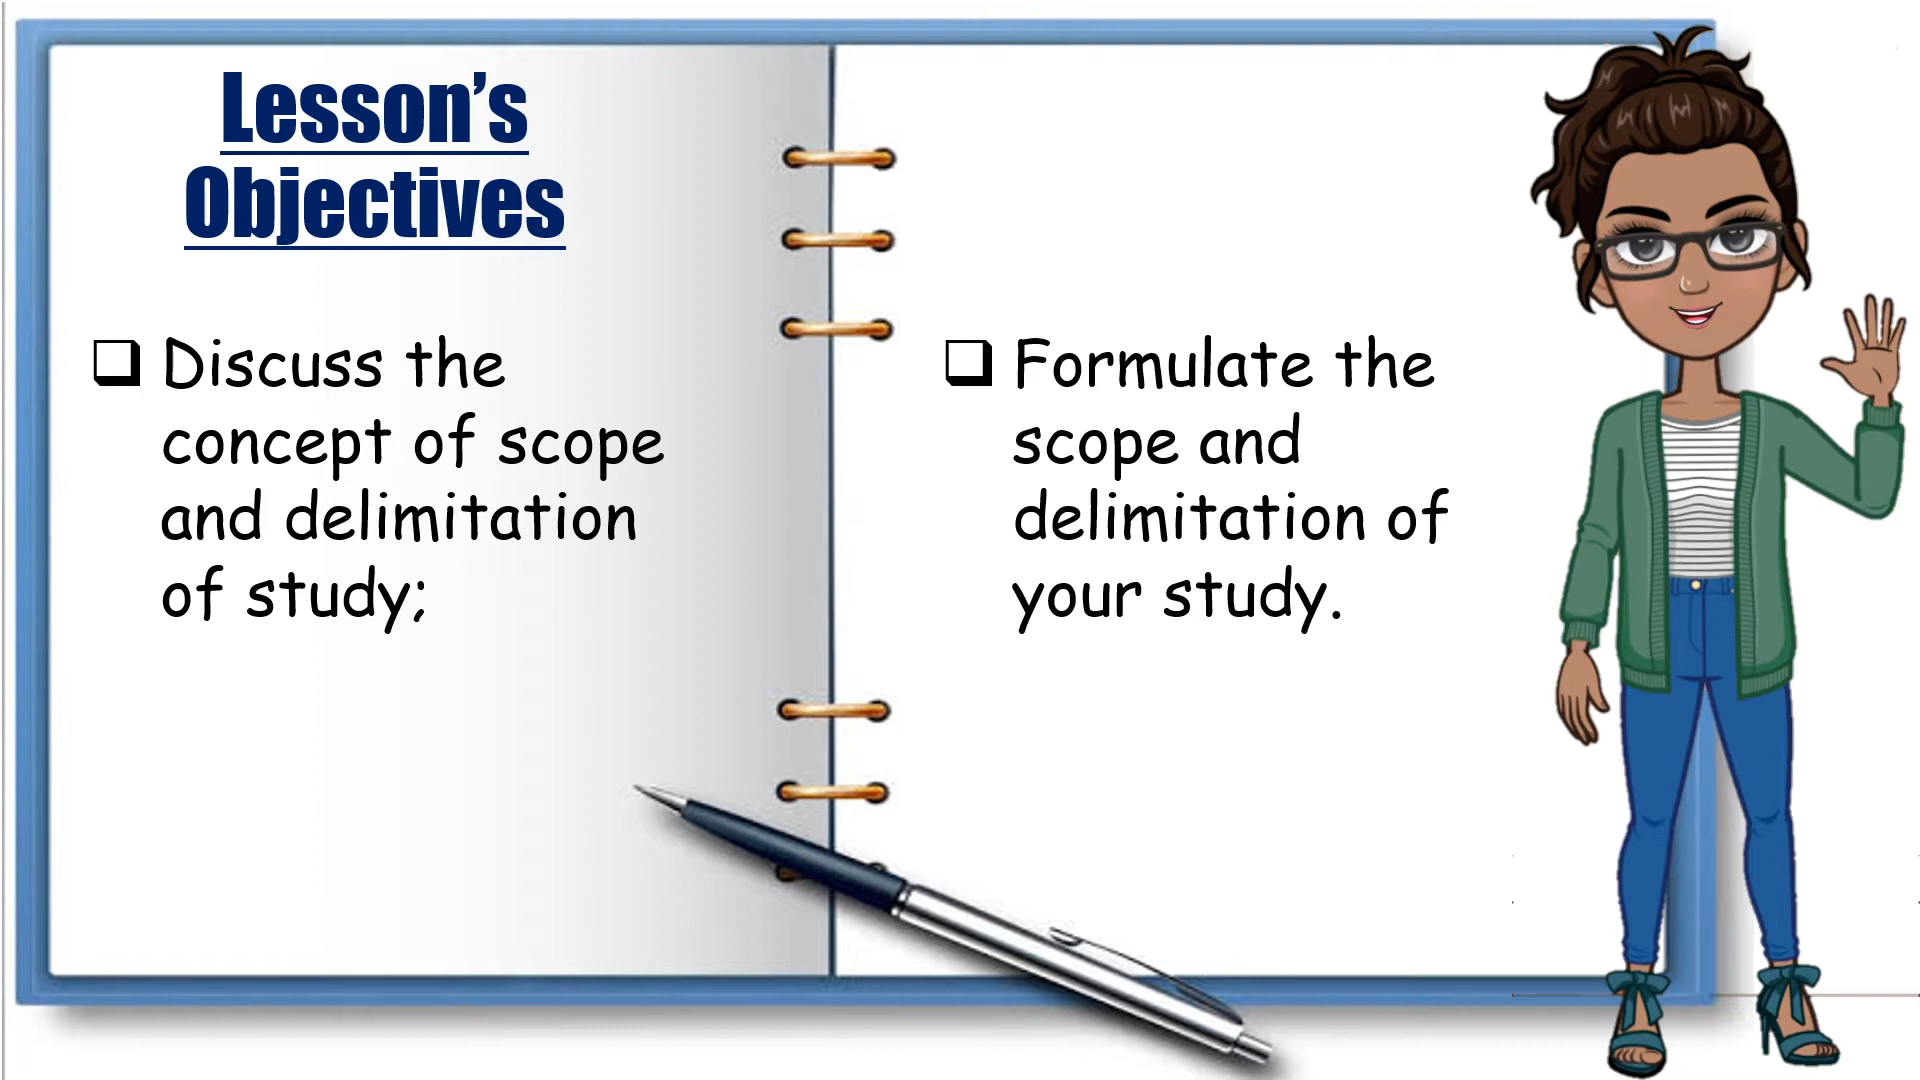 Lesson’s
Objectives
❑ Discuss the
concept of scope
and delimitation
of study;
❑ Formulate the
scope and
delimitation of
your study.